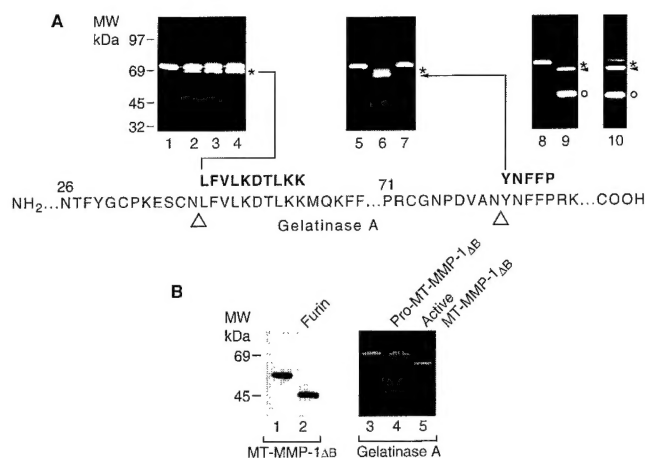 A
MW
kDa
97-
69-
45-
32-
*
*
*
o
*
o
1 2 3 4
5 6 7
8 9
10
LFVLKDTLKK
YNFFP
26
71
NH2...NTFYGCPKESCNLFVLKDTLKKMQKFF...PRCGNPDVANYNFFPRK...COOH
△ △
Gelatinase A
B
MW
kDa
69-
45-
Furin
Pro-MT-MMP-1ΔB
Active
MT-MMP-1ΔB
1 2
3 4 5
MT-MMP-1ΔB
Gelatinase A